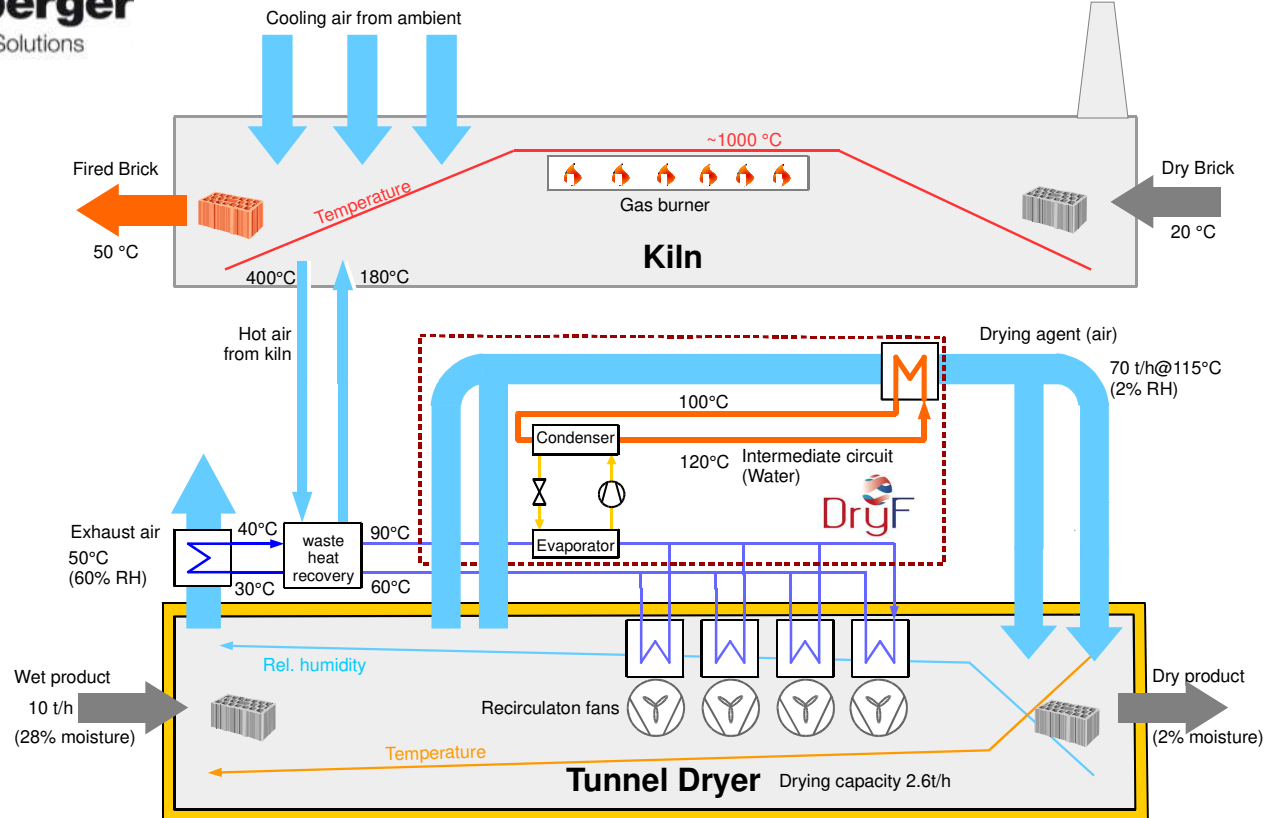 Solutions
Cooling air from ambient
~1000 °C
Fired Brick
Dry Brick
Temperature
Gas burner
50 °C
20 °C
Kiln
400°C
180°C
Hot air
from kiln
Drying agent (air)
70 t/h@115°C
(2% RH)
100°C
Condenser
120°C
Intermediate circuit
(Water)
DryF
Exhaust air
50°C
(60% RH)
40°C
30°C
waste
heat
recovery
90°C
60°C
Evaporator
Rel. humidity
Wet product
10 t/h
(28% moisture)
Recirculaton fans
Dry product
(2% moisture)
Temperature
Tunnel Dryer
Drying capacity 2.6t/h